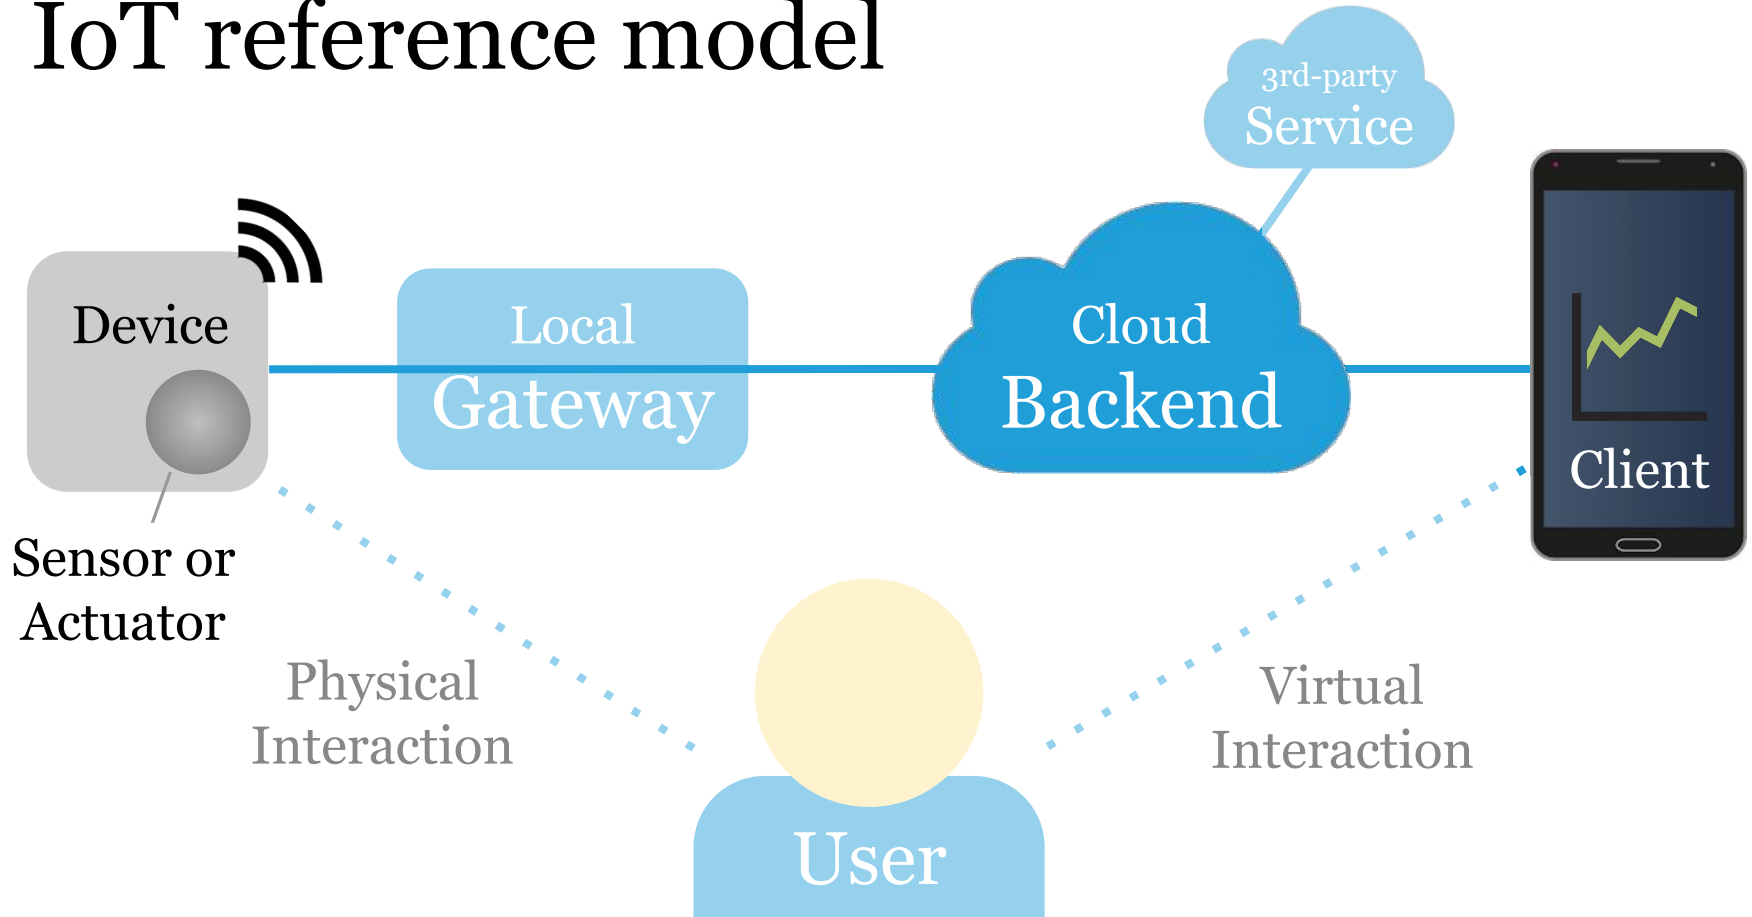 IoT reference model
3rd-party
Service
Device
Local
Gateway
Cloud
Backend
Client
Sensor or
Actuator
Physical
Interaction
Virtual
Interaction
User